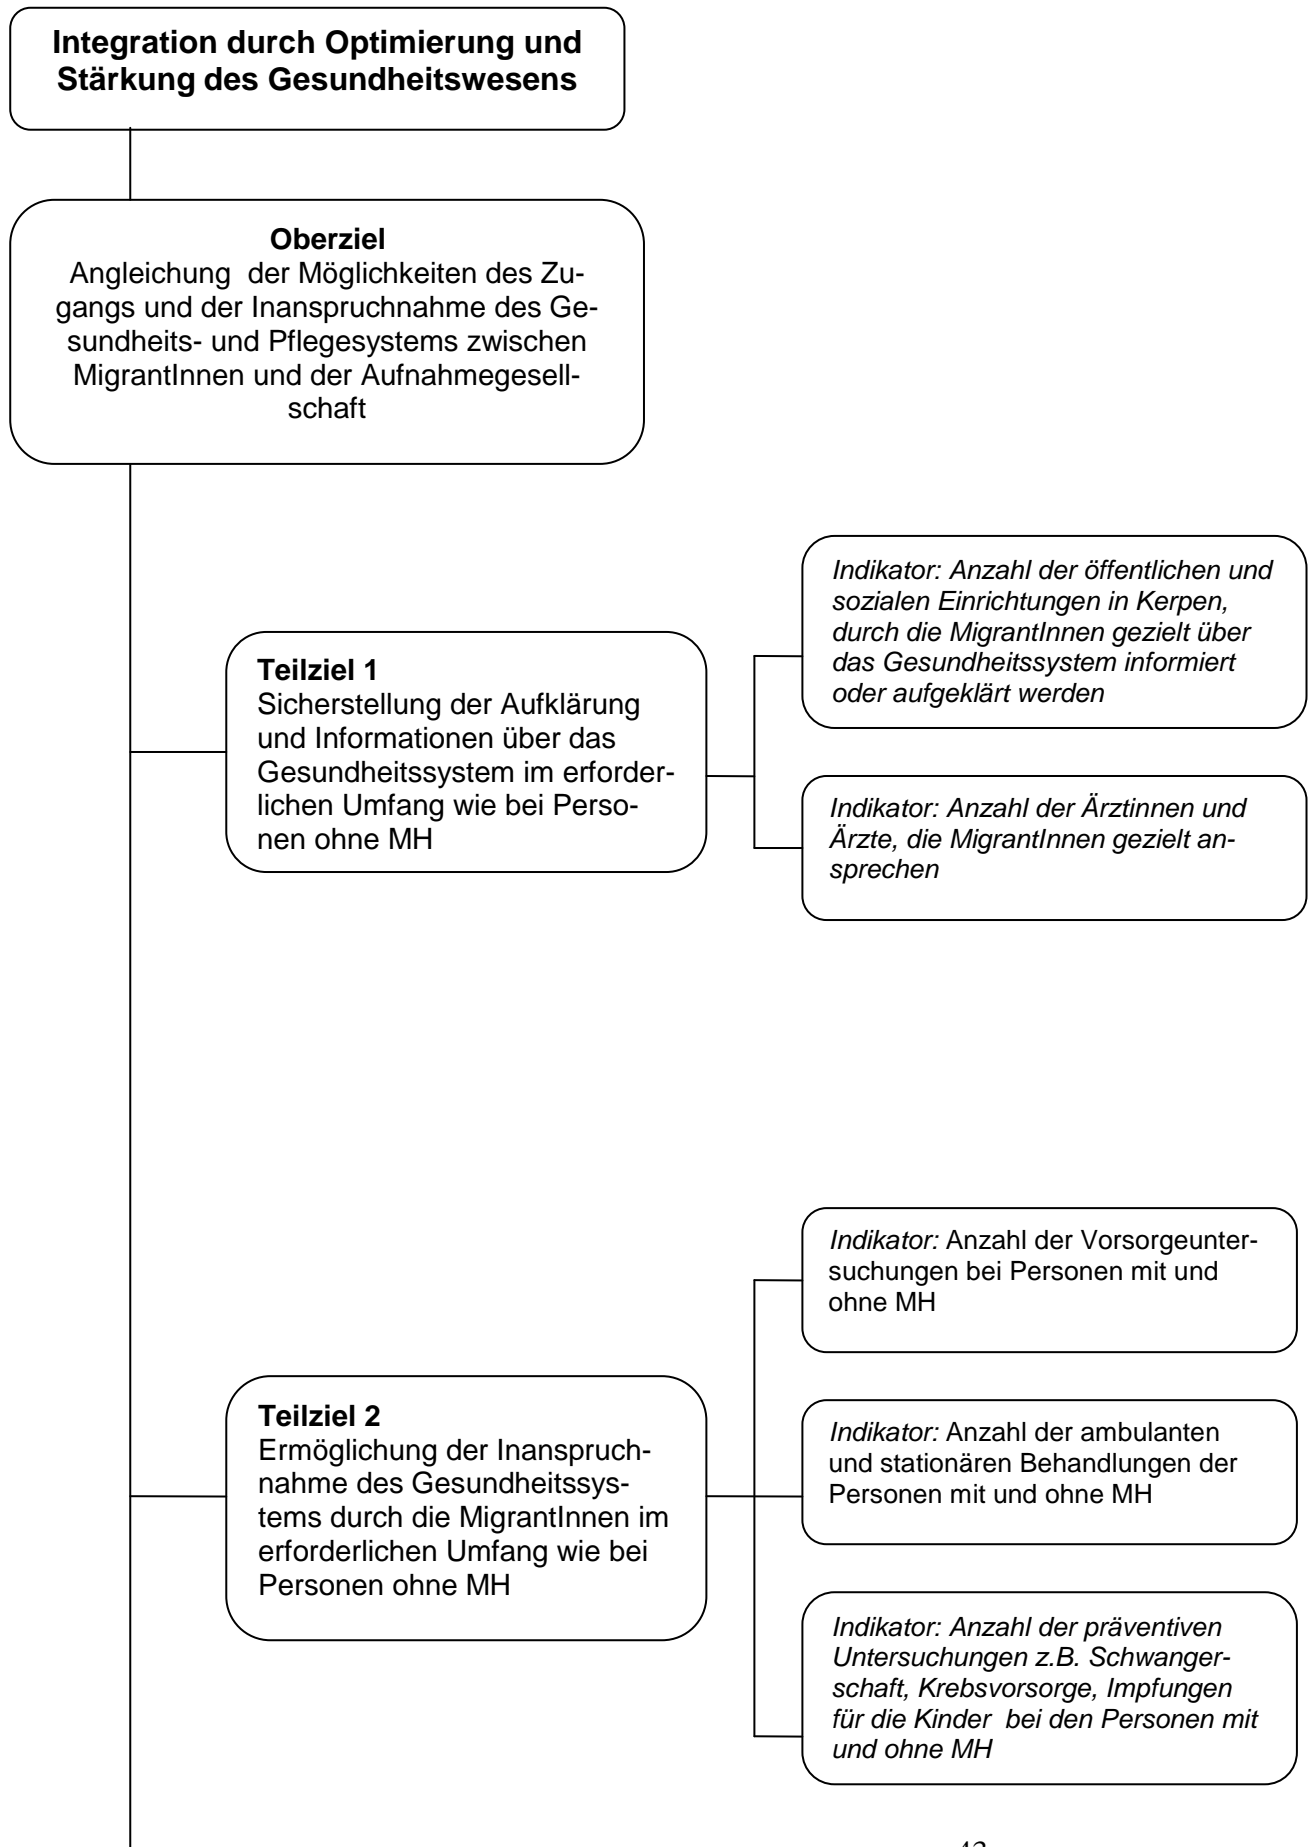 Integration durch Optimierung und
Stärkung des Gesundheitswesens
Oberziel
Angleichung  der Möglichkeiten des Zu-
gangs und der Inanspruchnahme des Ge-
sundheits- und Pflegesystems zwischen
MigrantInnen und der Aufnahmegesell-
schaft
Teilziel 1
Sicherstellung der Aufklärung
und Informationen über das
Gesundheitssystem im erforder-
lichen Umfang wie bei Perso-
nen ohne MH
Indikator: Anzahl der öffentlichen und
sozialen Einrichtungen in Kerpen,
durch die MigrantInnen gezielt über
das Gesundheitssystem informiert
oder aufgeklärt werden
Indikator: Anzahl der Ärztinnen und
Ärzte, die MigrantInnen gezielt an-
sprechen
Teilziel 2
Ermöglichung der Inanspruch-
nahme des Gesundheitssys-
tems durch die MigrantInnen im
erforderlichen Umfang wie bei
Personen ohne MH
Indikator: Anzahl der Vorsorgeunter-
suchungen bei Personen mit und
ohne MH
Indikator: Anzahl der ambulanten
und stationären Behandlungen der
Personen mit und ohne MH
Indikator: Anzahl der präventiven
Untersuchungen z.B. Schwanger-
schaft, Krebsvorsorge, Impfungen
für die Kinder  bei den Personen mit
und ohne MH